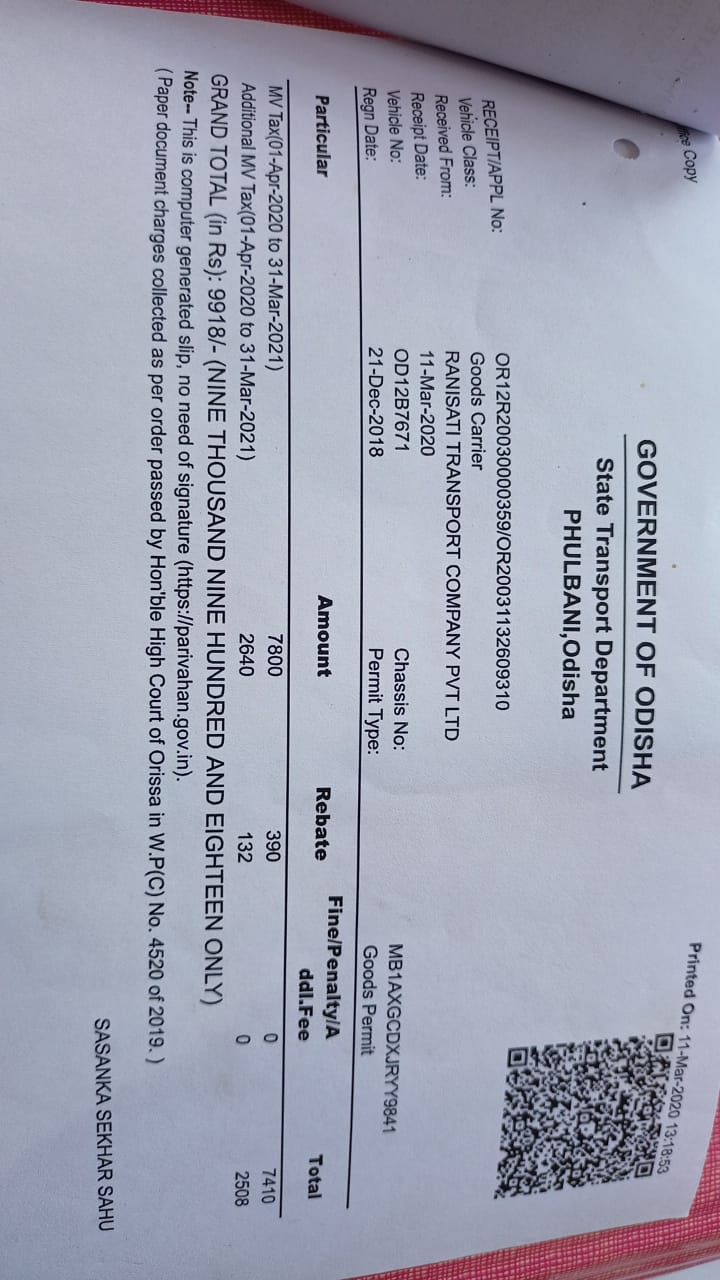 Copy
Printed On: 11-Mar-2020 13:18:53
GOVERNMENT OF ODISHA
State Transport Department
PHULBANI,Odisha
RECEIPT/APPL No: OR12R20030000359/OR20031132609310
Vehicle Class: Goods Carrier
Received From: RANISATI TRANSPORT COMPANY PVT LTD
Receipt Date: 11-Mar-2020
Vehicle No: OD12B7671 Chassis No: MB1AXGCDXJRYY9841
Regn Date: 21-Dec-2018 Permit Type: Goods Permit
Particular Amount Rebate Fine/Penalty/A ddl.Fee Total
MV Tax(01-Apr-2020 to 31-Mar-2021) 7800 390 0 7410
Additional MV Tax(01-Apr-2020 to 31-Mar-2021) 2640 132 0 2508
GRAND TOTAL (in Rs): 9918/- (NINE THOUSAND NINE HUNDRED AND EIGHTEEN ONLY)
Note-- This is computer generated slip, no need of signature (https://parivahan.gov.in).
( Paper document charges collected as per order passed by Hon'ble High Court of Orissa in W.P(C) No. 4520 of 2019. )
SASANKA SEKHAR SAHU